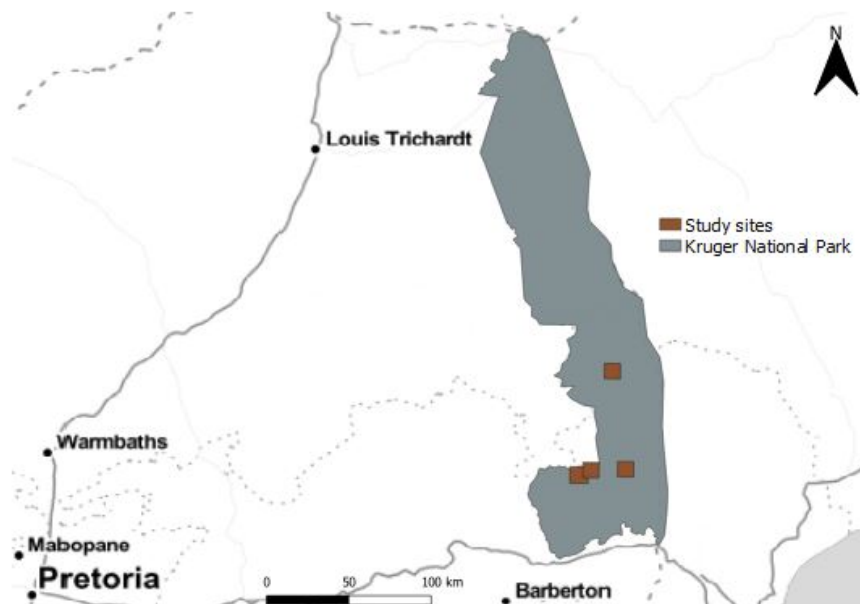 N
Louis Trichardt
Study sites
Kruger National Park
Warmbaths
Mabopane
Pretoria
0 50 100 km
Barberton